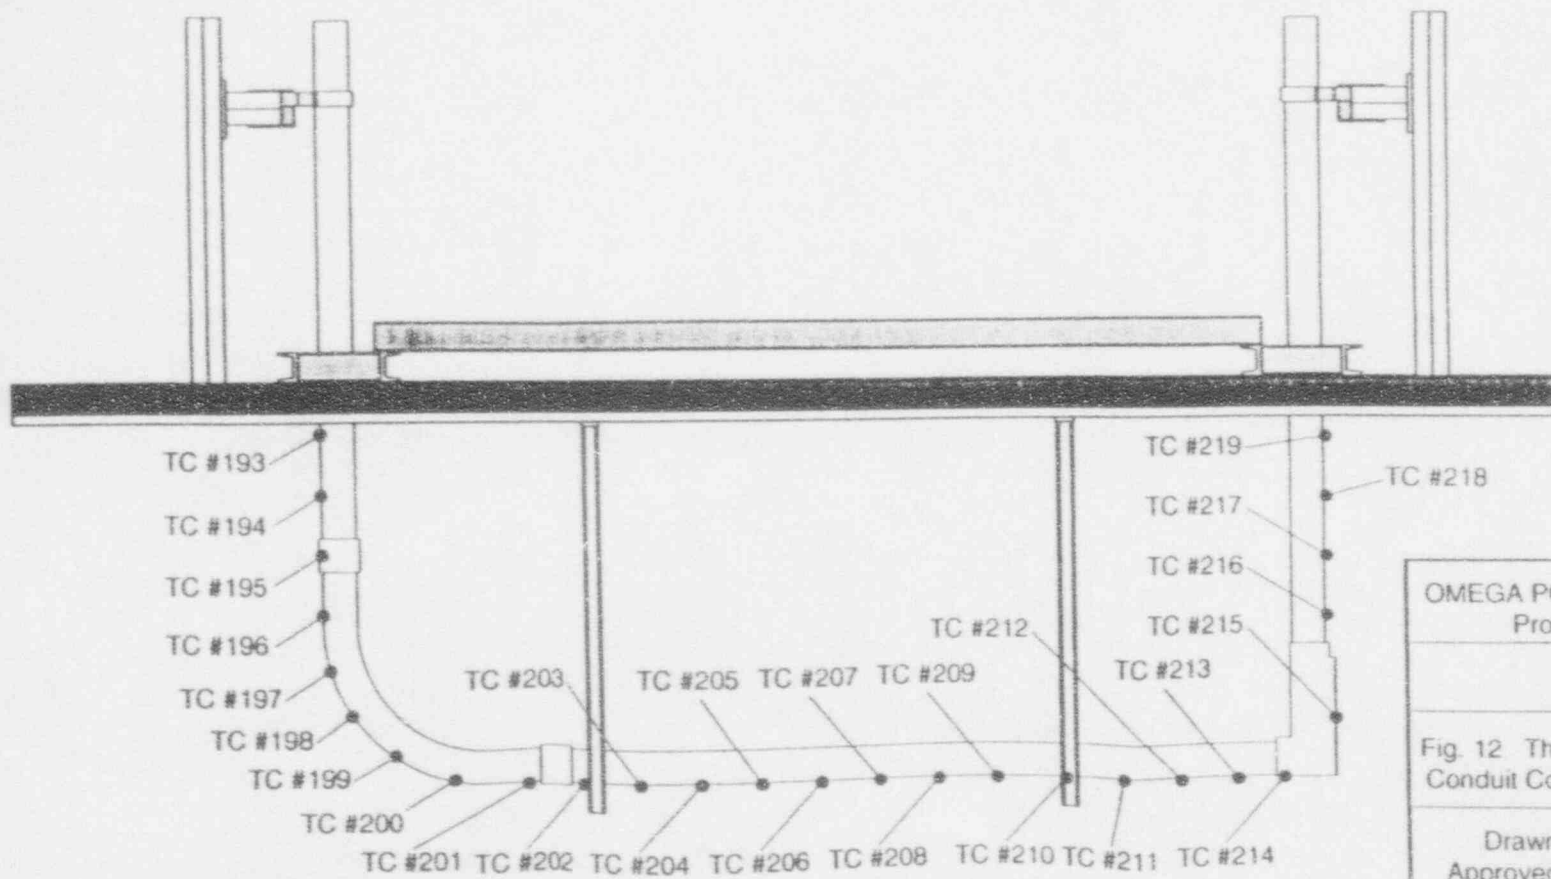 TC #193
TC #194
TC #195
TC #196
TC #197
TC #198
TC #199
TC #200
TC #201
TC #202
TC #203
TC #204
TC #205
TC #206
TC #207
TC #208
TC #209
TC #210
TC #211
TC #212
TC #213
TC #214
TC #215
TC #216
TC #217
TC #218
TC #219
OMEGA
Fig. 12
Conduit